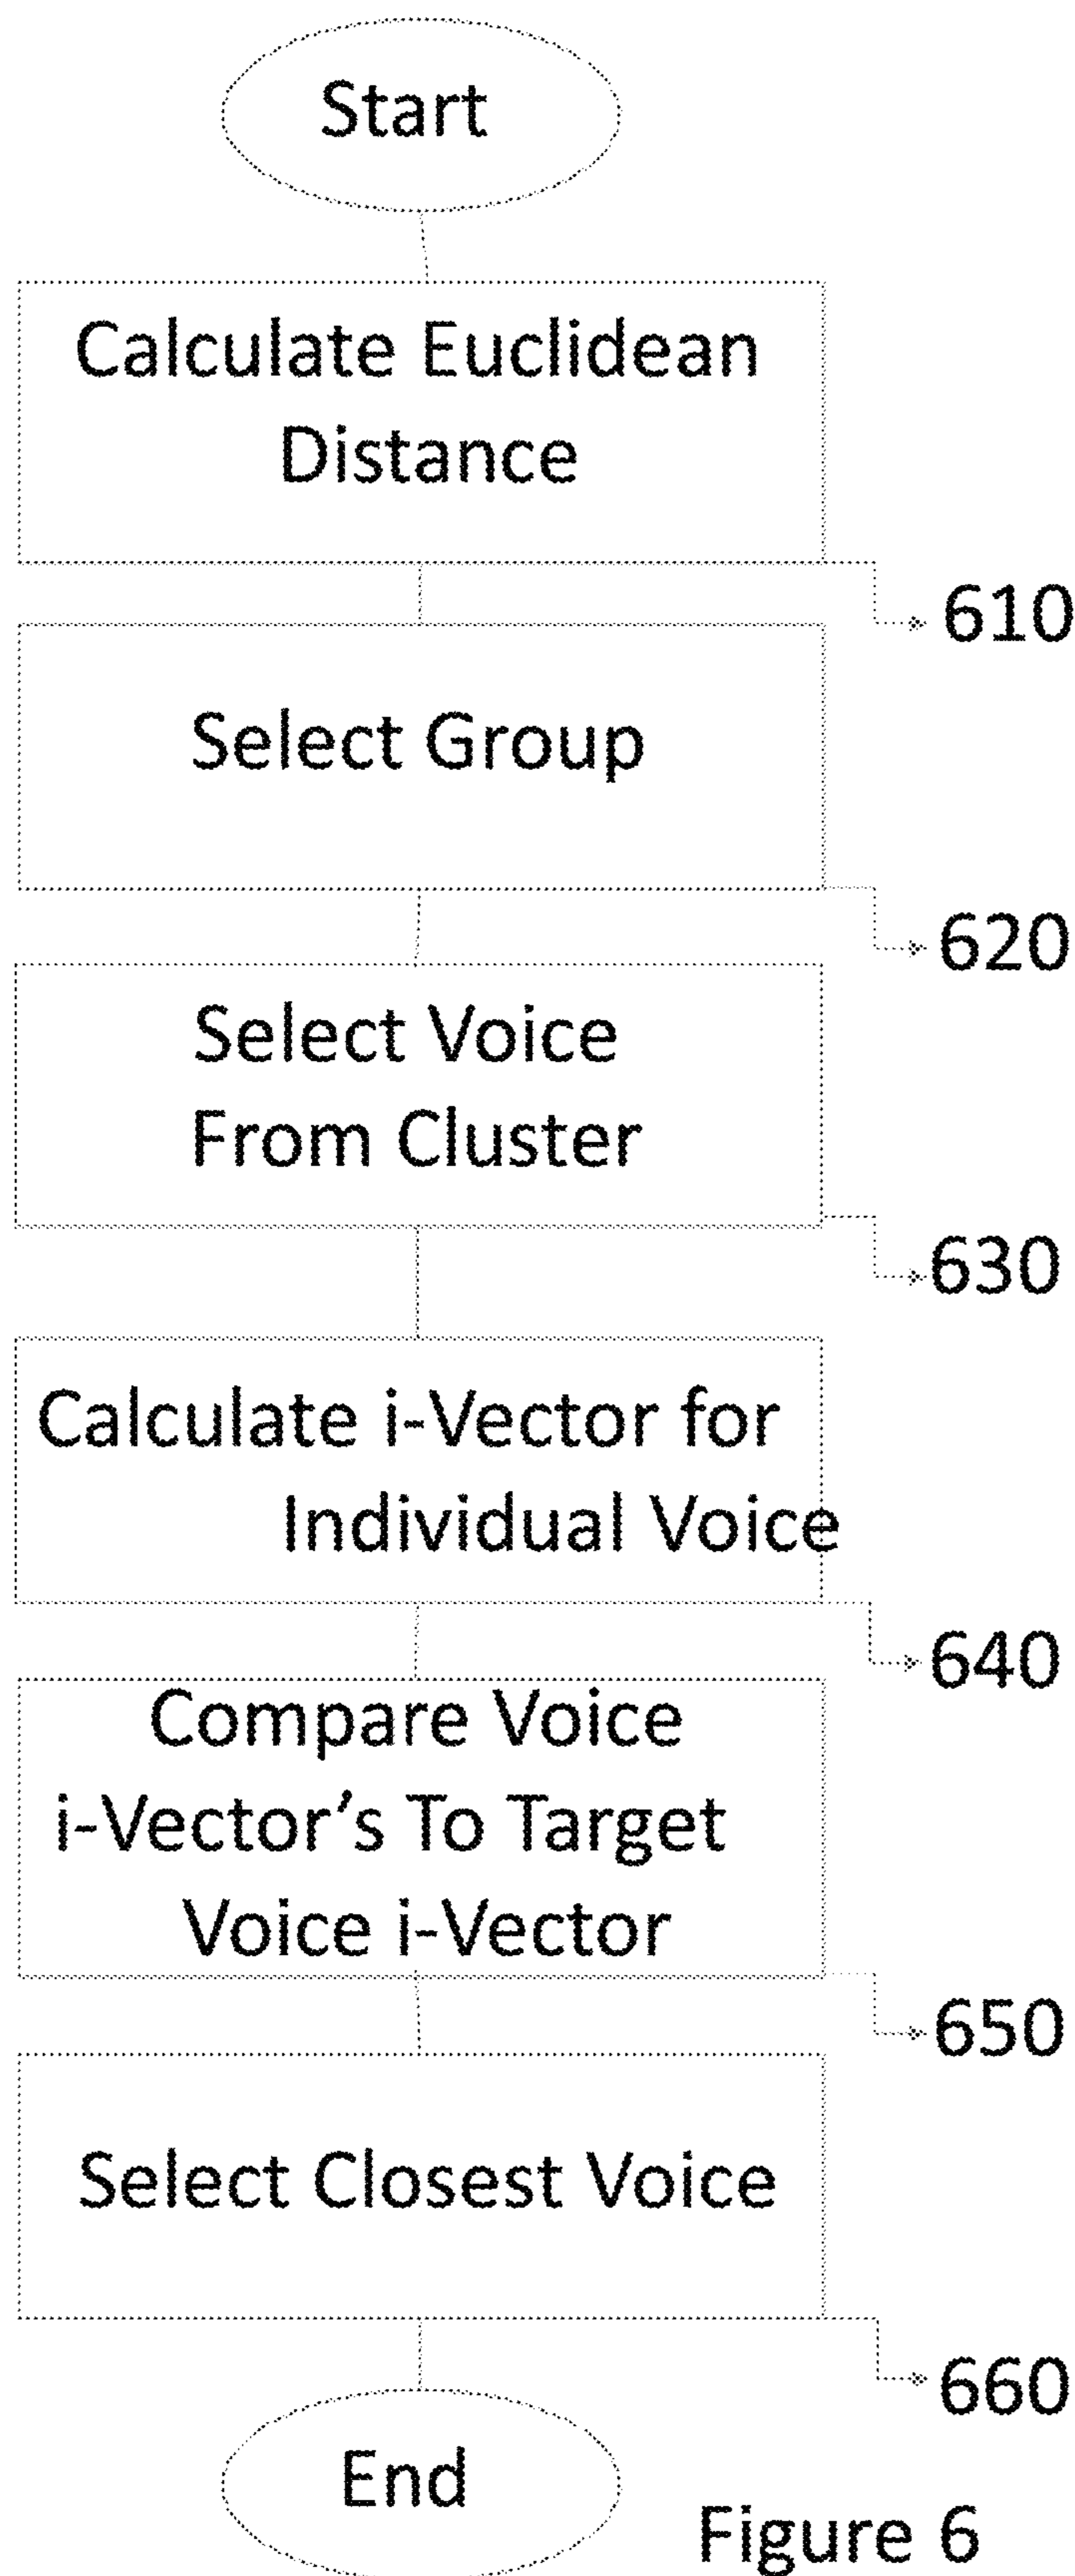 Start
Calculate Euclidean
Distance
610
Select Group
620
Select Voice
From Cluster
630
Calculate i-Vector for
Individual Voice
640
Compare Voice
i-Vector’s To Target
Voice i-Vector
650
Select Closest Voice
660
End
Figure 6